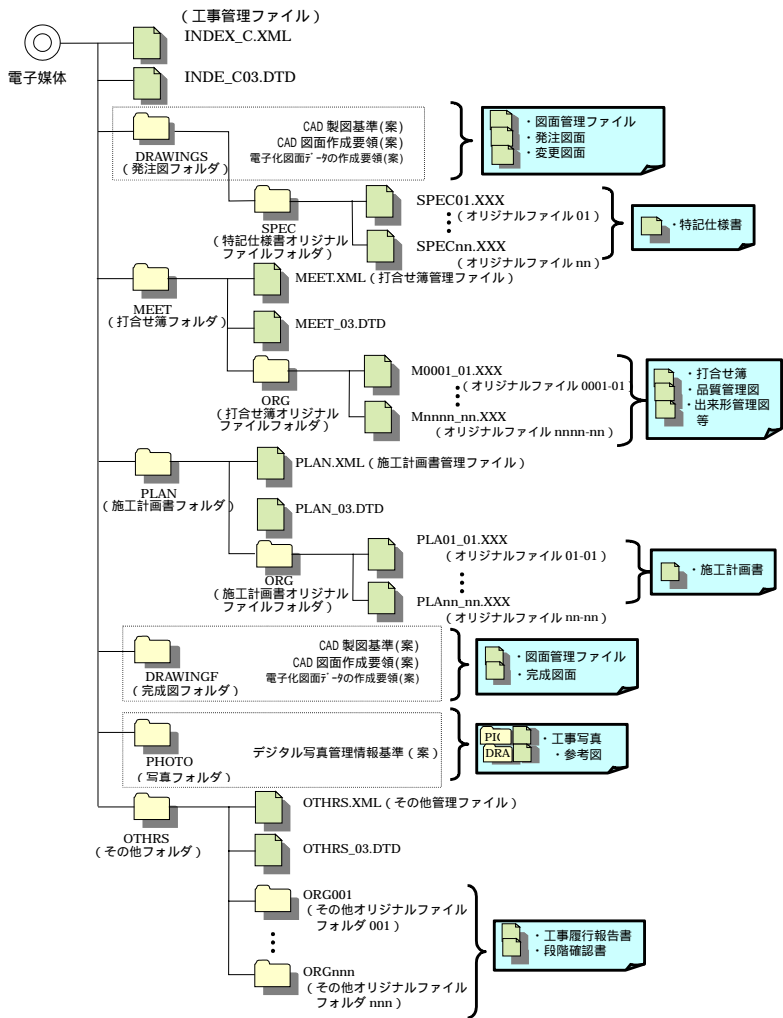 (工事管理ファイル)
INDEX_C.XML
電子媒体
INDE_C03.DTD
CAD 製図基準(案)
CAD 図面作成要領(案)
電子化図面データの作成要領(案)
DRAWINGS
(発注図フォルダ)
・図面管理ファイル
・発注図面
・変更図面
SPEC
(特記仕様書オリジナル
ファイルフォルダ)
SPEC01.XXX
(オリジナルファイル 01)
SPECnn.XXX
(オリジナルファイル nn)
・特記仕様書
MEET
(打合せ簿フォルダ)
MEET.XML(打合せ簿管理ファイル)
MEET_03.DTD
ORG
(打合せ簿オリジナル
ファイルフォルダ)
M0001_01.XXX
(オリジナルファイル 0001-01)
Mnnnn_nn.XXX
(オリジナルファイル nnnn-nn)
・打合せ簿
・品質管理図
・出来形管理図
等
PLAN
(施工計画書フォルダ)
PLAN.XML(施工計画書管理ファイル)
PLAN_03.DTD
ORG
(施工計画書オリジナル
ファイルフォルダ)
PLA01_01.XXX
(オリジナルファイル 01-01)
PLAnn_nn.XXX
(オリジナルファイル nn-nn)
・施工計画書
CAD 製図基準(案)
CAD 図面作成要領(案)
電子化図面データの作成要領(案)
DRAWINGF
(完成図フォルダ)
・図面管理ファイル
・完成図面
デジタル写真管理情報基準(案)
PHOTO
(写真フォルダ)
PIC
DRA
・工事写真
・参考図
OTHRS
(その他フォルダ)
OTHRS.XML(その他管理ファイル)
OTHRS_03.DTD
ORG001
(その他オリジナルファイル
フォルダ 001)
ORGnnn
(その他オリジナルファイル
フォルダ nnn)
・工事履行報告書
・段階確認書